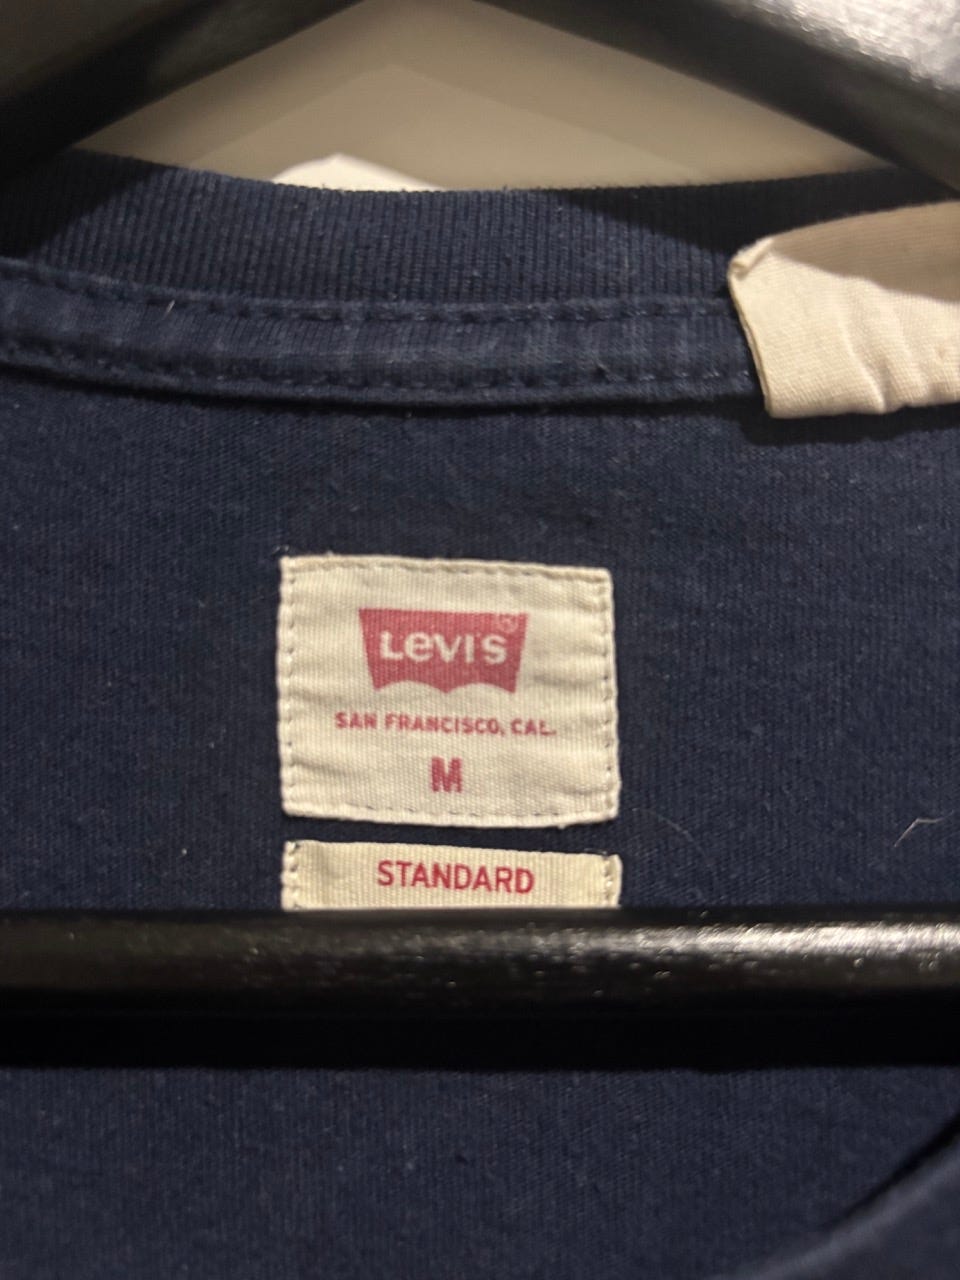 Levi's ®
SAN FRANCISCO, CAL.
M
STANDARD